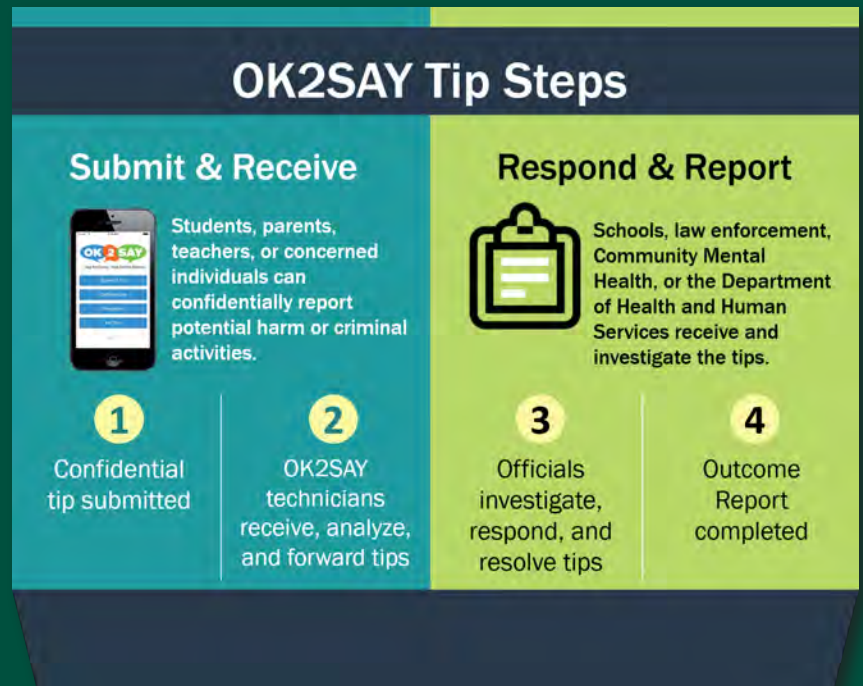 OK2SAY Tip Steps
Submit & Receive
OK 2 SAY
Students, parents,
teachers, or concerned
individuals can
confidentially report
potential harm or criminal
activities.
1
Confidential
tip submitted
2
OK2SAY
technicians
receive, analyze,
and forward tips
Respond & Report
Schools, law enforcement,
Community Mental
Health, or the Department
of Health and Human
Services receive and
investigate the tips.
3
Officials
investigate,
respond, and
resolve tips
4
Outcome
Report
completed